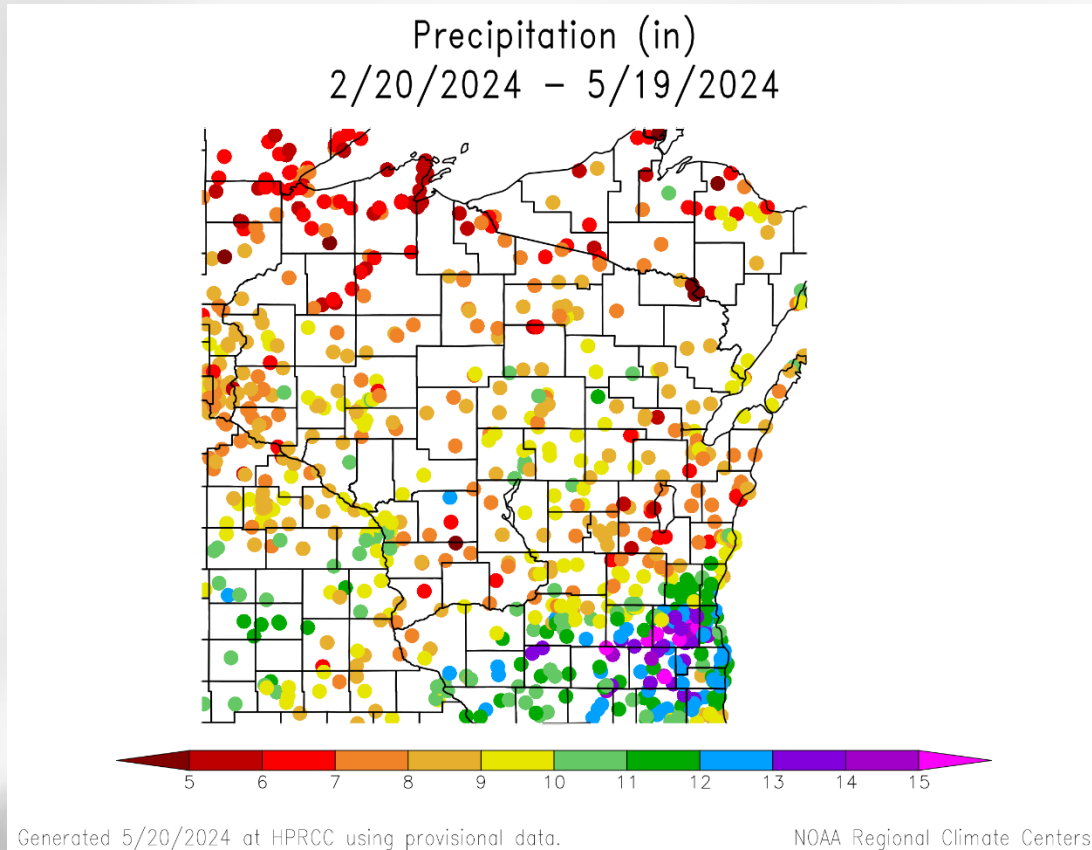 Precipitation (in)
2/20/2024 – 5/19/2024
5 6 7 8 9 10 11 12 13 14 15
Generated 5/20/2024 at HPRCC using provisional data.
NOAA Regional Climate Centers